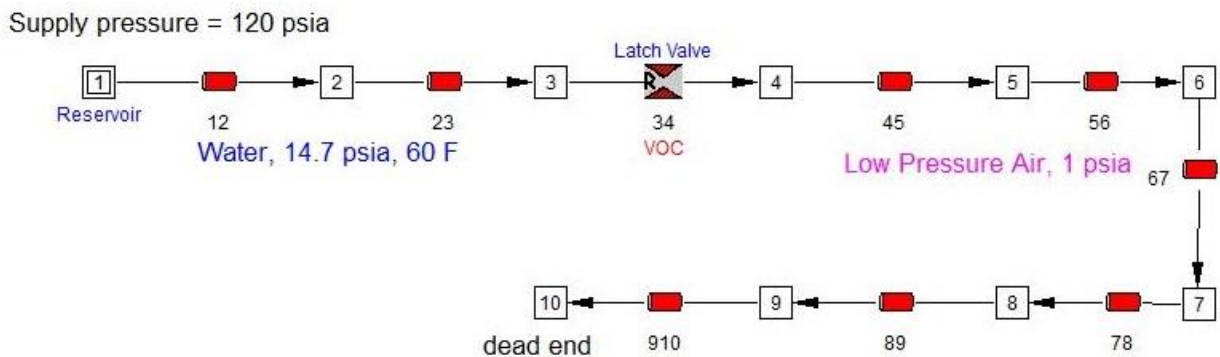 Supply pressure = 120 psia
Latch Valve
1
2
3
R
4
5
6
Reservoir
12
23
34
45
56
VOC
Water, 14.7 psia, 60 F
Low Pressure Air, 1 psia
67
10
9
8
7
dead end
910
89
78